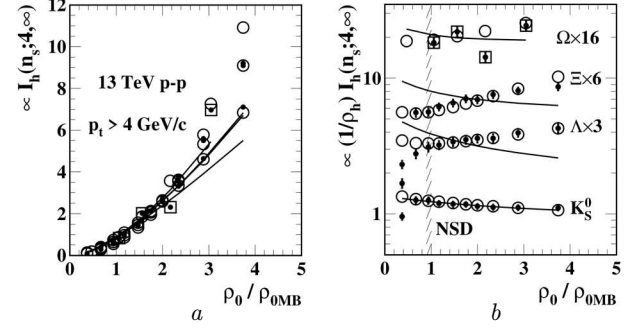 ∝ I_h(n_s;4,∞)
12
10
8
6
4
2
0
13 TeV p-p
p_t > 4 GeV/c
0 1 2 3 4 5
ρ_0 / ρ_0MB
a
∝ (1/ρ_h) I_h(n_s;4,∞)
10
1
Ω×16
Ξ×6
Λ×3
K_S^0
NSD
0 1 2 3 4 5
ρ_0 / ρ_0MB
b